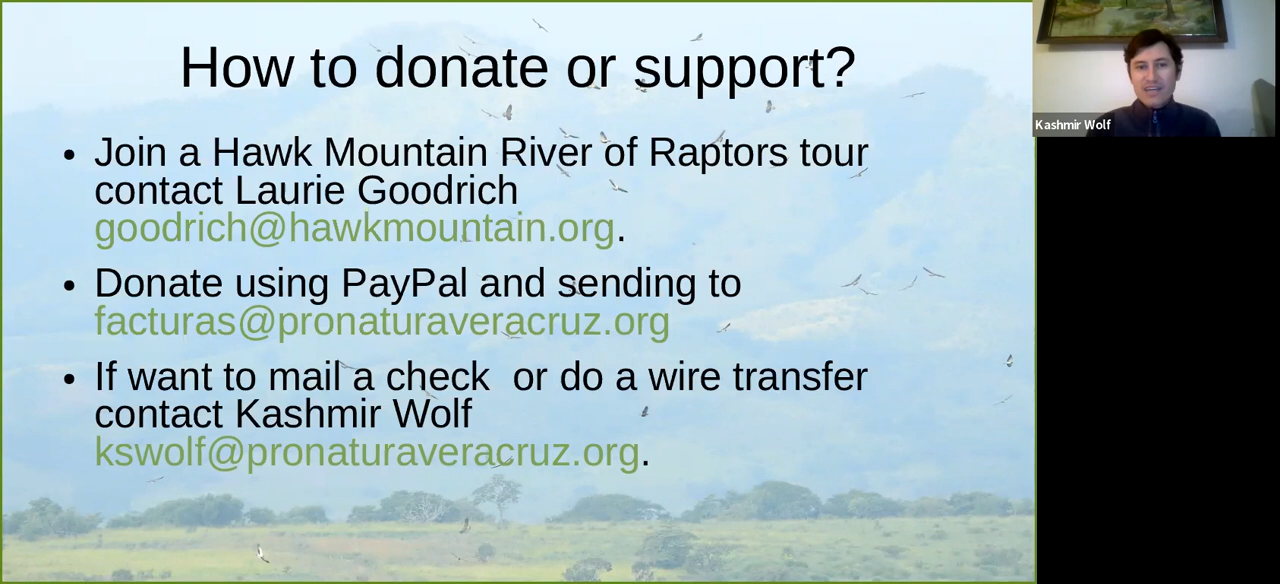 How to donate or support?
• Join a Hawk Mountain River of Raptors tour
contact Laurie Goodrich
goodrich@hawkmountain.org.
• Donate using PayPal and sending to
facturas@pronaturaveracruz.org
• If want to mail a check  or do a wire transfer
contact Kashmir Wolf
kswolf@pronaturaveracruz.org.
Kashmir Wolf